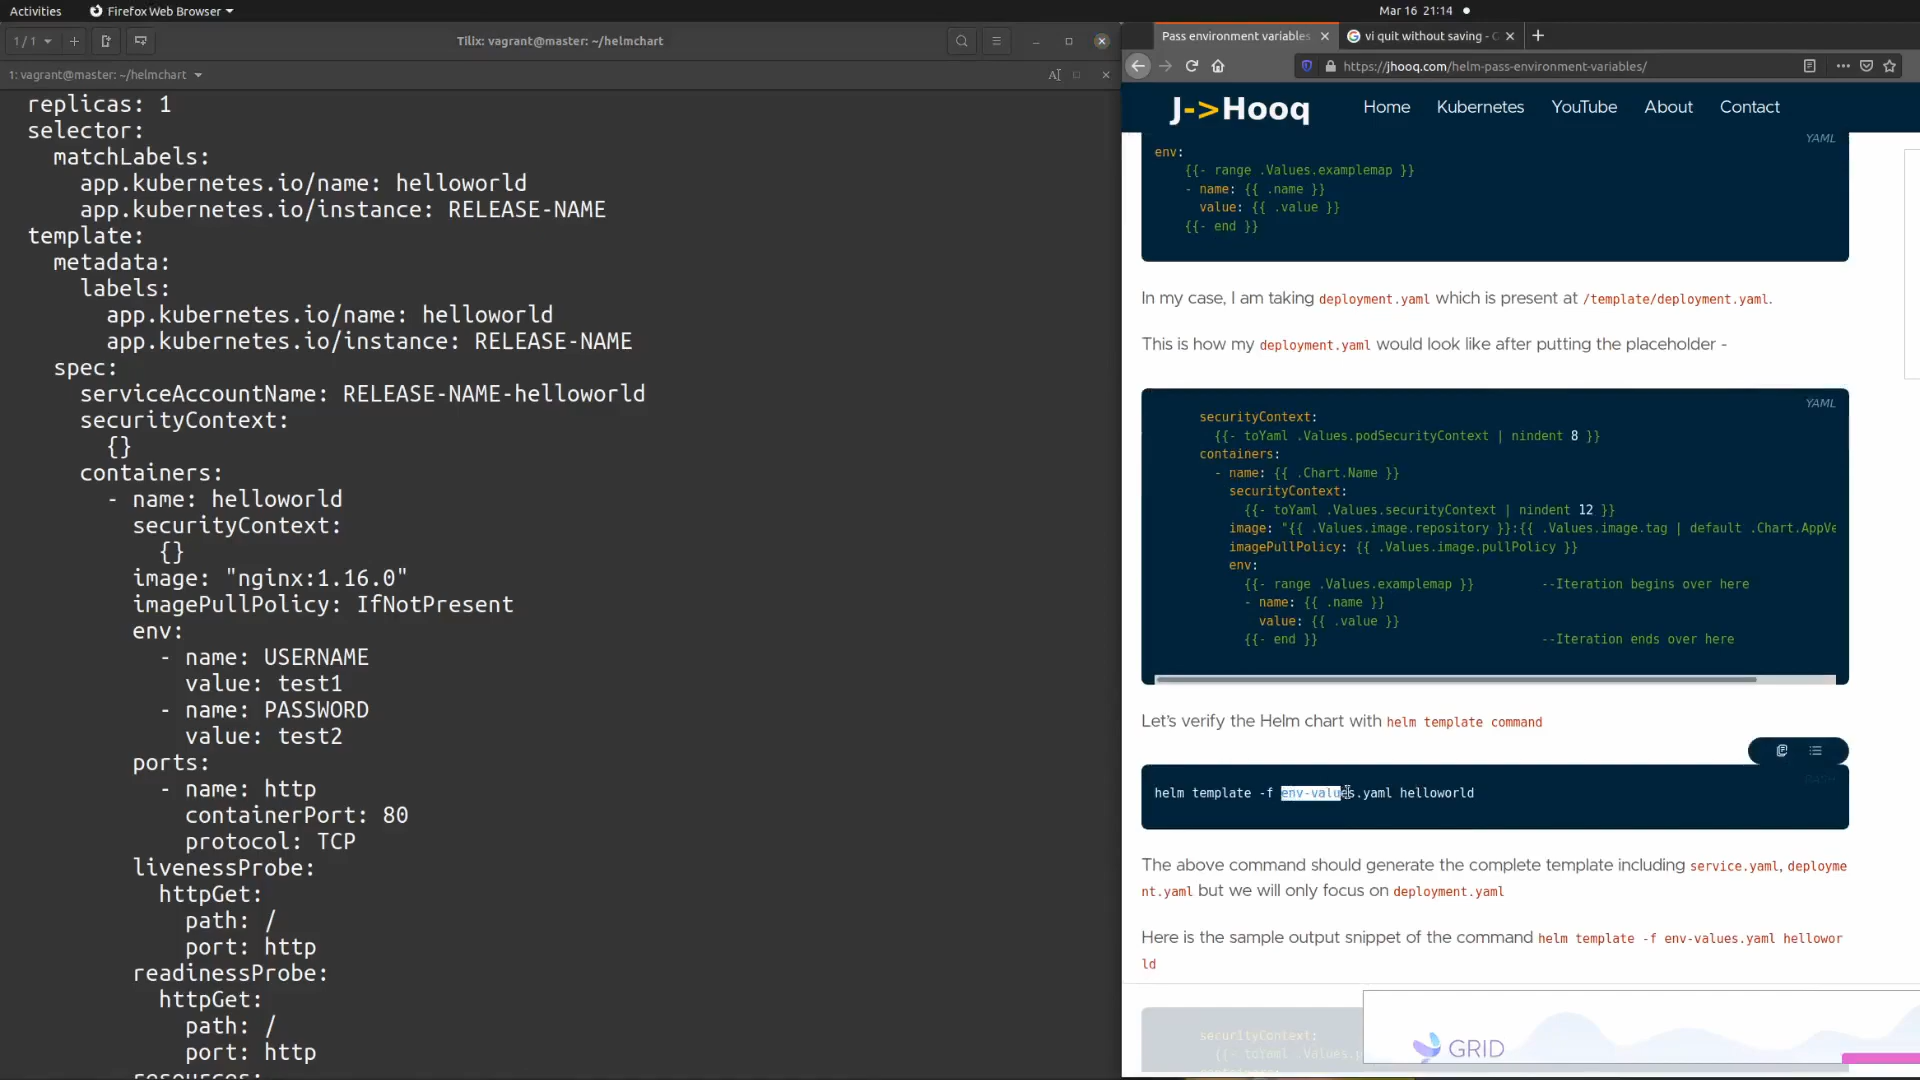 Activities
Firefox Web Browser
Mar 16 21:14
1 / 1
Tilix: vagrant@master: ~/helmchart
1: vagrant@master: ~/helmchart
replicas: 1
selector:
matchLabels:
app.kubernetes.io/name: helloworld
app.kubernetes.io/instance: RELEASE-NAME
template:
metadata:
labels:
app.kubernetes.io/name: helloworld
app.kubernetes.io/instance: RELEASE-NAME
spec:
serviceAccountName: RELEASE-NAME-helloworld
securityContext:
{}
containers:
- name: helloworld
securityContext:
{}
image: "nginx:1.16.0"
imagePullPolicy: IfNotPresent
env:
- name: USERNAME
value: test1
- name: PASSWORD
value: test2
ports:
- name: http
containerPort: 80
protocol: TCP
livenessProbe:
httpGet:
path: /
port: http
readinessProbe:
httpGet:
path: /
port: http
resources:
Pass environment variables
vi quit without saving -
https://jhooq.com/helm-pass-environment-variables/
J->Hooq
Home
Kubernetes
YouTube
About
Contact
YAML
env:
{{- range .Values.examplemap }}
- name: {{ .name }}
value: {{ .value }}
{{- end }}
In my case, I am taking deployment.yaml which is present at /template/deployment.yaml.
This is how my deployment.yaml would look like after putting the placeholder -
YAML
securityContext:
{{- toYaml .Values.podSecurityContext | nindent 8 }}
containers:
- name: {{ .Chart.Name }}
securityContext:
{{- toYaml .Values.securityContext | nindent 12 }}
image: "{{ .Values.image.repository }}:{{ .Values.image.tag | default .Chart.AppVe
imagePullPolicy: {{ .Values.image.pullPolicy }}
env:
{{- range .Values.examplemap }} --Iteration begins over here
- name: {{ .name }}
value: {{ .value }}
{{- end }} --Iteration ends over here
Let's verify the Helm chart with helm template command
BASH
helm template -f env-values.yaml helloworld
The above command should generate the complete template including service.yaml, deployme
nt.yaml but we will only focus on deployment.yaml
Here is the sample output snippet of the command helm template -f env-values.yaml hellowor
ld
securityContext:
{{- toYaml .Values.
GRID